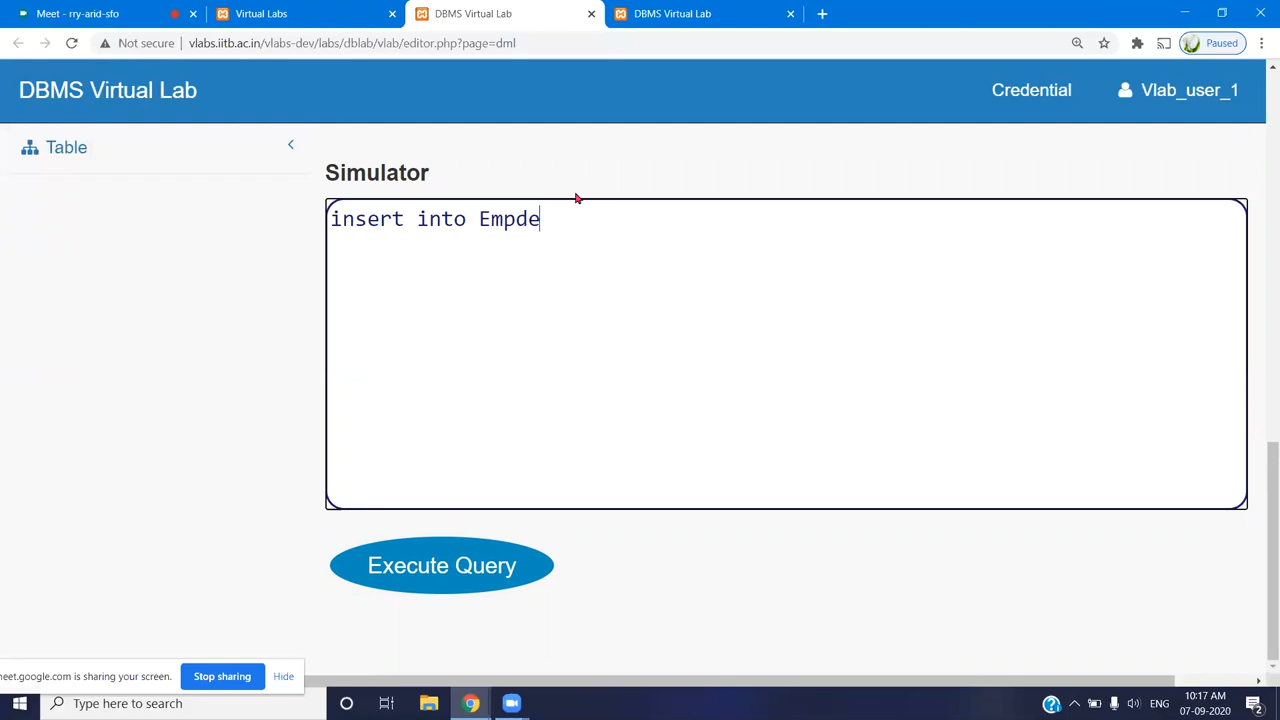 Meet - rry-arid-sfo
Virtual Labs
DBMS Virtual Lab
DBMS Virtual Lab
Not secure
vlabs.iitb.ac.in/vlabs-dev/labs/dblab/vlab/editor.php?page=dml
Paused
DBMS Virtual Lab
Credential
Vlab_user_1
Table
Simulator
insert into Empde
Execute Query
meet.google.com is sharing your screen.
Stop sharing
Hide
Type here to search
ENG
10:17 AM
07-09-2020
2